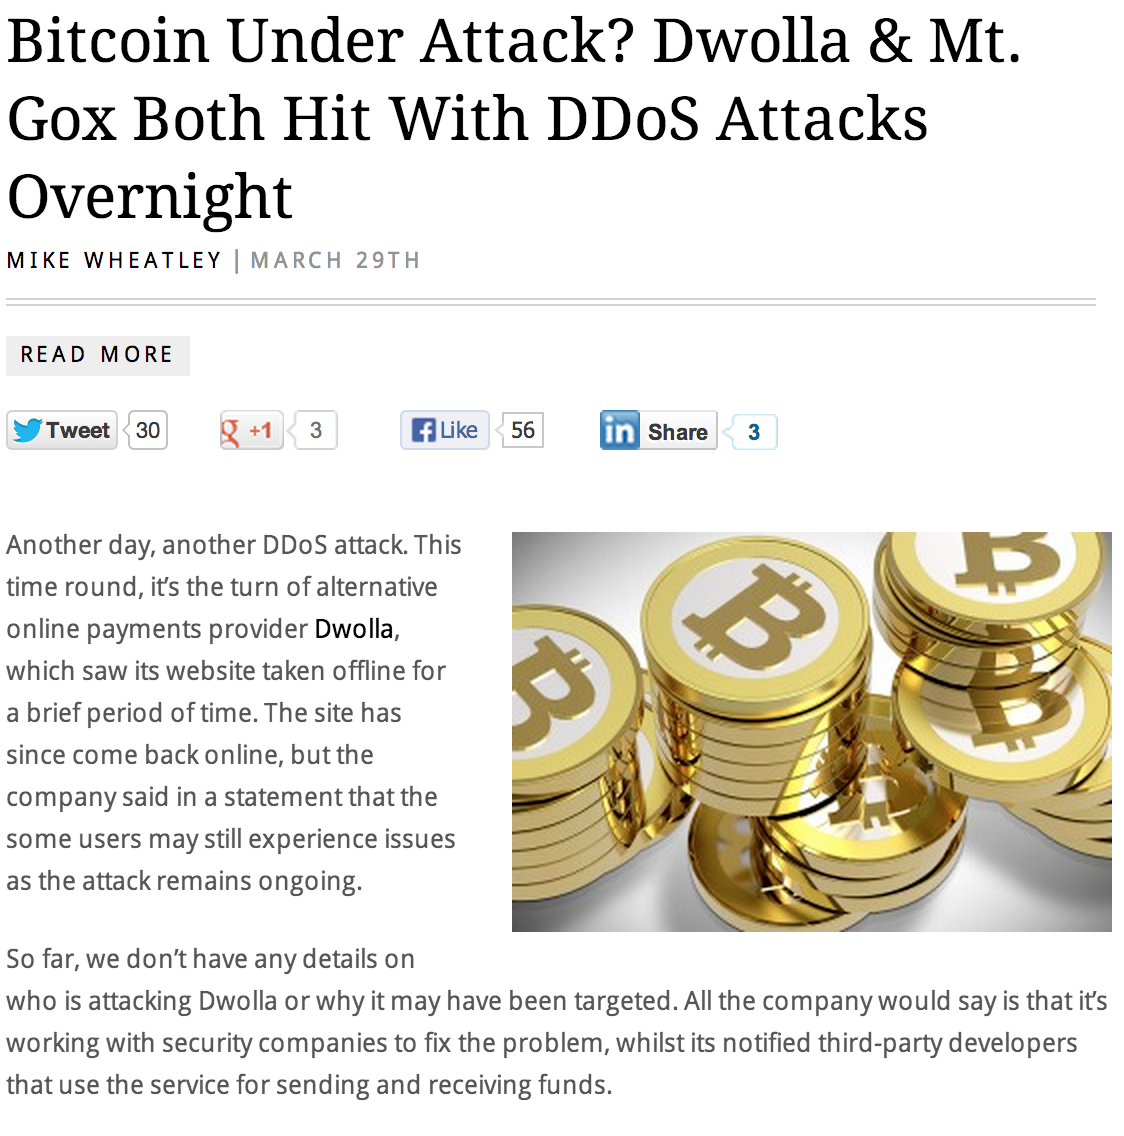 Bitcoin Under Attack? Dwolla & Mt.
Gox Both Hit With DDoS Attacks
Overnight
MIKE WHEATLEY | MARCH 29TH
READ MORE
Tweet 30 g +1 3 f Like 56 in Share 3
Another day, another DDoS attack. This
time round, it’s the turn of alternative
online payments provider Dwolla,
which saw its website taken offline for
a brief period of time. The site has
since come back online, but the
company said in a statement that the
some users may still experience issues
as the attack remains ongoing.
So far, we don’t have any details on
who is attacking Dwolla or why it may have been targeted. All the company would say is that it’s
working with security companies to fix the problem, whilst its notified third-party developers
that use the service for sending and receiving funds.